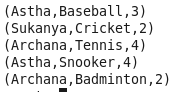 (Astha,Baseball,3)
(Sukanya,Cricket,2)
(Archana,Tennis,4)
(Astha,Snooker,4)
(Archana,Badminton,2)